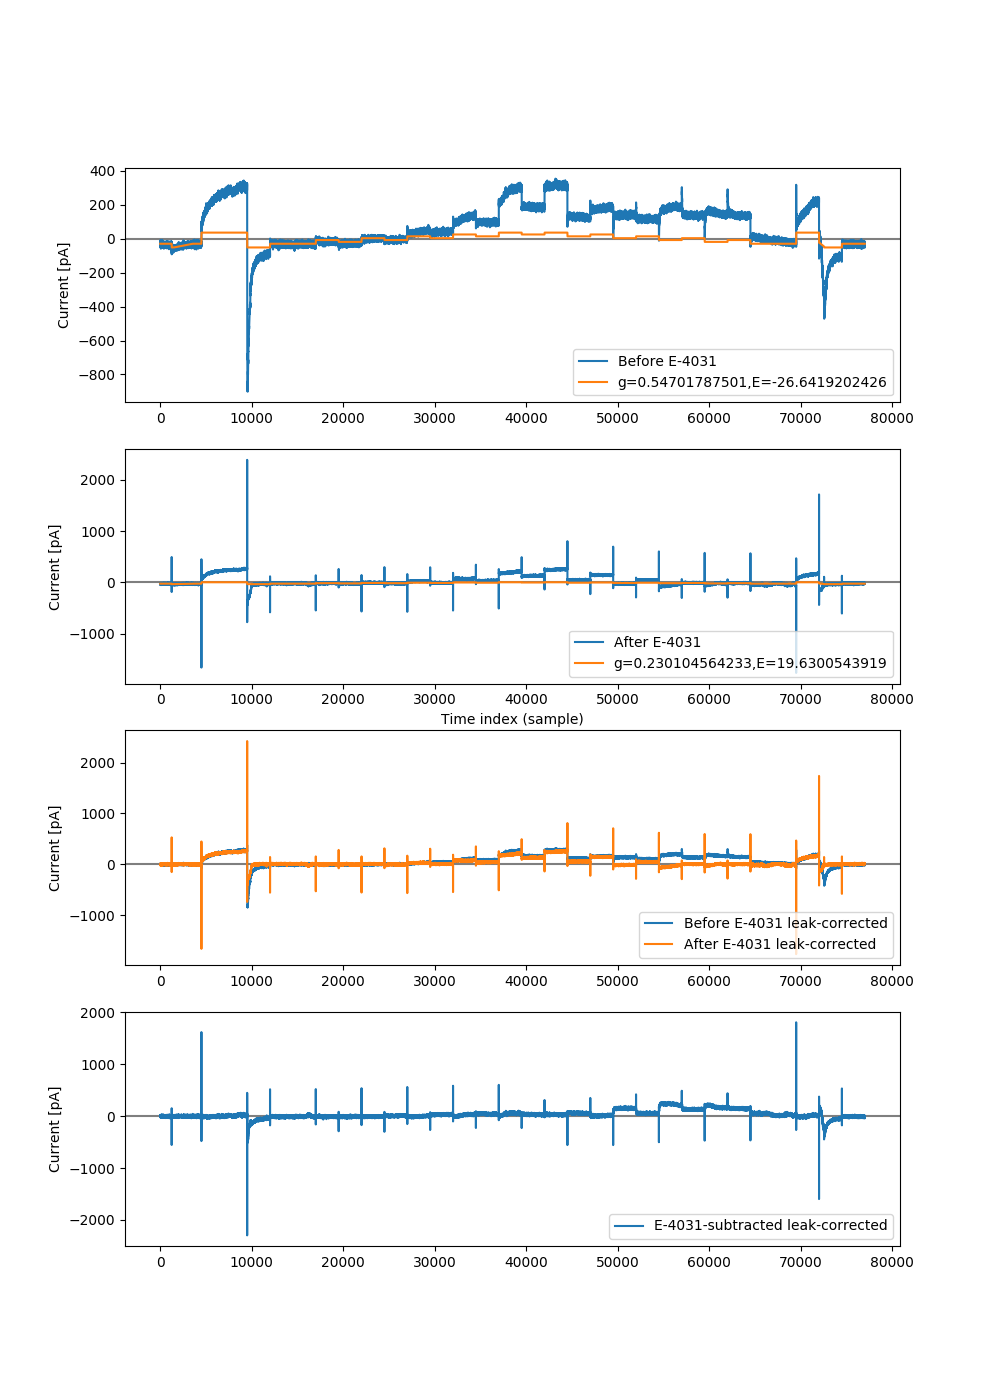 400
200
0
−200
−400
−600
−800
Current [pA]
Before E-4031
g=0.54701787501,E=-26.6419202426
0 10000 20000 30000 40000 50000 60000 70000 80000
2000
1000
0
−1000
Current [pA]
After E-4031
g=0.230104564233,E=19.6300543919
0 10000 20000 30000 40000 50000 60000 70000 80000
Time index (sample)
2000
1000
0
−1000
Current [pA]
Before E-4031 leak-corrected
After E-4031 leak-corrected
0 10000 20000 30000 40000 50000 60000 70000 80000
2000
1000
0
−1000
−2000
Current [pA]
E-4031-subtracted leak-corrected
0 10000 20000 30000 40000 50000 60000 70000 80000